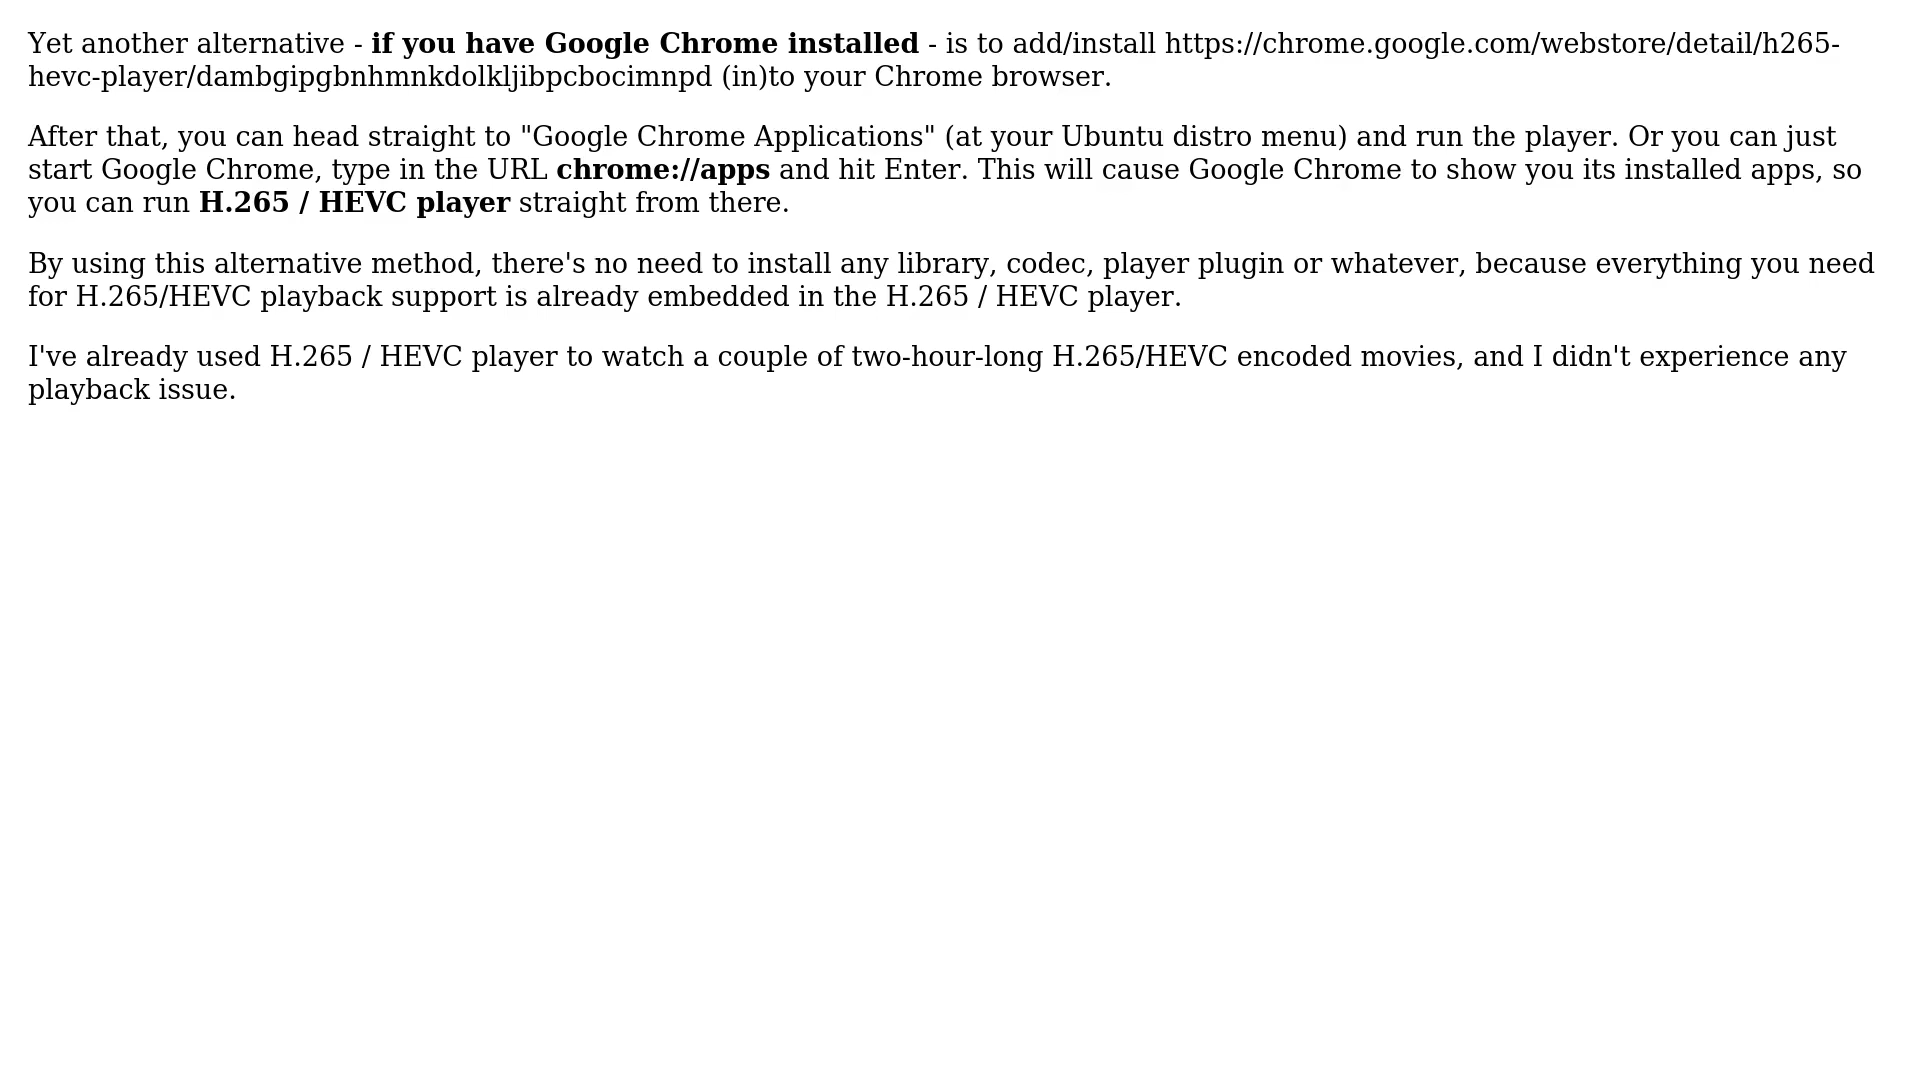 Yet another alternative - if you have Google Chrome installed - is to add/install https://chrome.google.com/webstore/detail/h265-
hevc-player/dambgipgbnhmnkdolkljibpcbocimnpd (in)to your Chrome browser.
After that, you can head straight to "Google Chrome Applications" (at your Ubuntu distro menu) and run the player. Or you can just
start Google Chrome, type in the URL chrome://apps and hit Enter. This will cause Google Chrome to show you its installed apps, so
you can run H.265 / HEVC player straight from there.
By using this alternative method, there's no need to install any library, codec, player plugin or whatever, because everything you need
for H.265/HEVC playback support is already embedded in the H.265 / HEVC player.
I've already used H.265 / HEVC player to watch a couple of two-hour-long H.265/HEVC encoded movies, and I didn't experience any
playback issue.